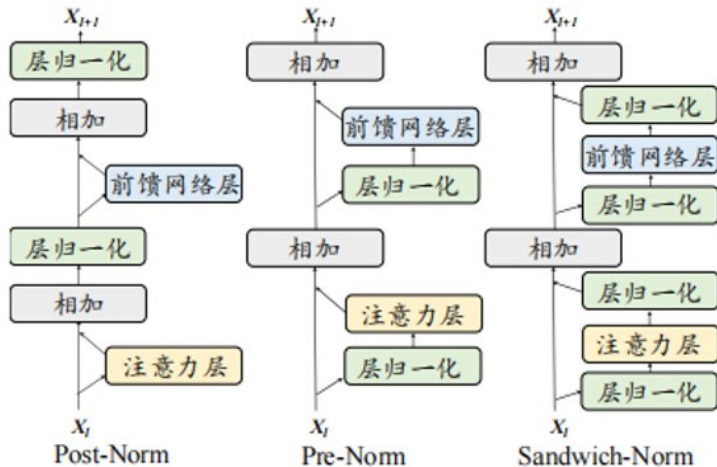 X_{l+1}
层归一化
相加
前馈网络层
层归一化
相加
注意力层
X_l
Post-Norm
X_{l+1}
相加
前馈网络层
层归一化
相加
注意力层
层归一化
X_l
Pre-Norm
X_{l+1}
相加
层归一化
前馈网络层
层归一化
相加
层归一化
注意力层
层归一化
X_l
Sandwich-Norm